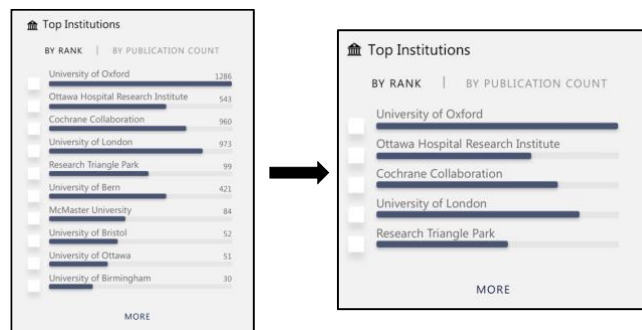 Top Institutions
BY RANK | BY PUBLICATION COUNT
University of Oxford 1286
Ottawa Hospital Research Institute 543
Cochrane Collaboration 960
University of London 973
Research Triangle Park 99
University of Bern 421
McMaster University 84
University of Bristol 52
University of Ottawa 51
University of Birmingham 30
MORE
Top Institutions
BY RANK | BY PUBLICATION COUNT
University of Oxford
Ottawa Hospital Research Institute
Cochrane Collaboration
University of London
Research Triangle Park
MORE